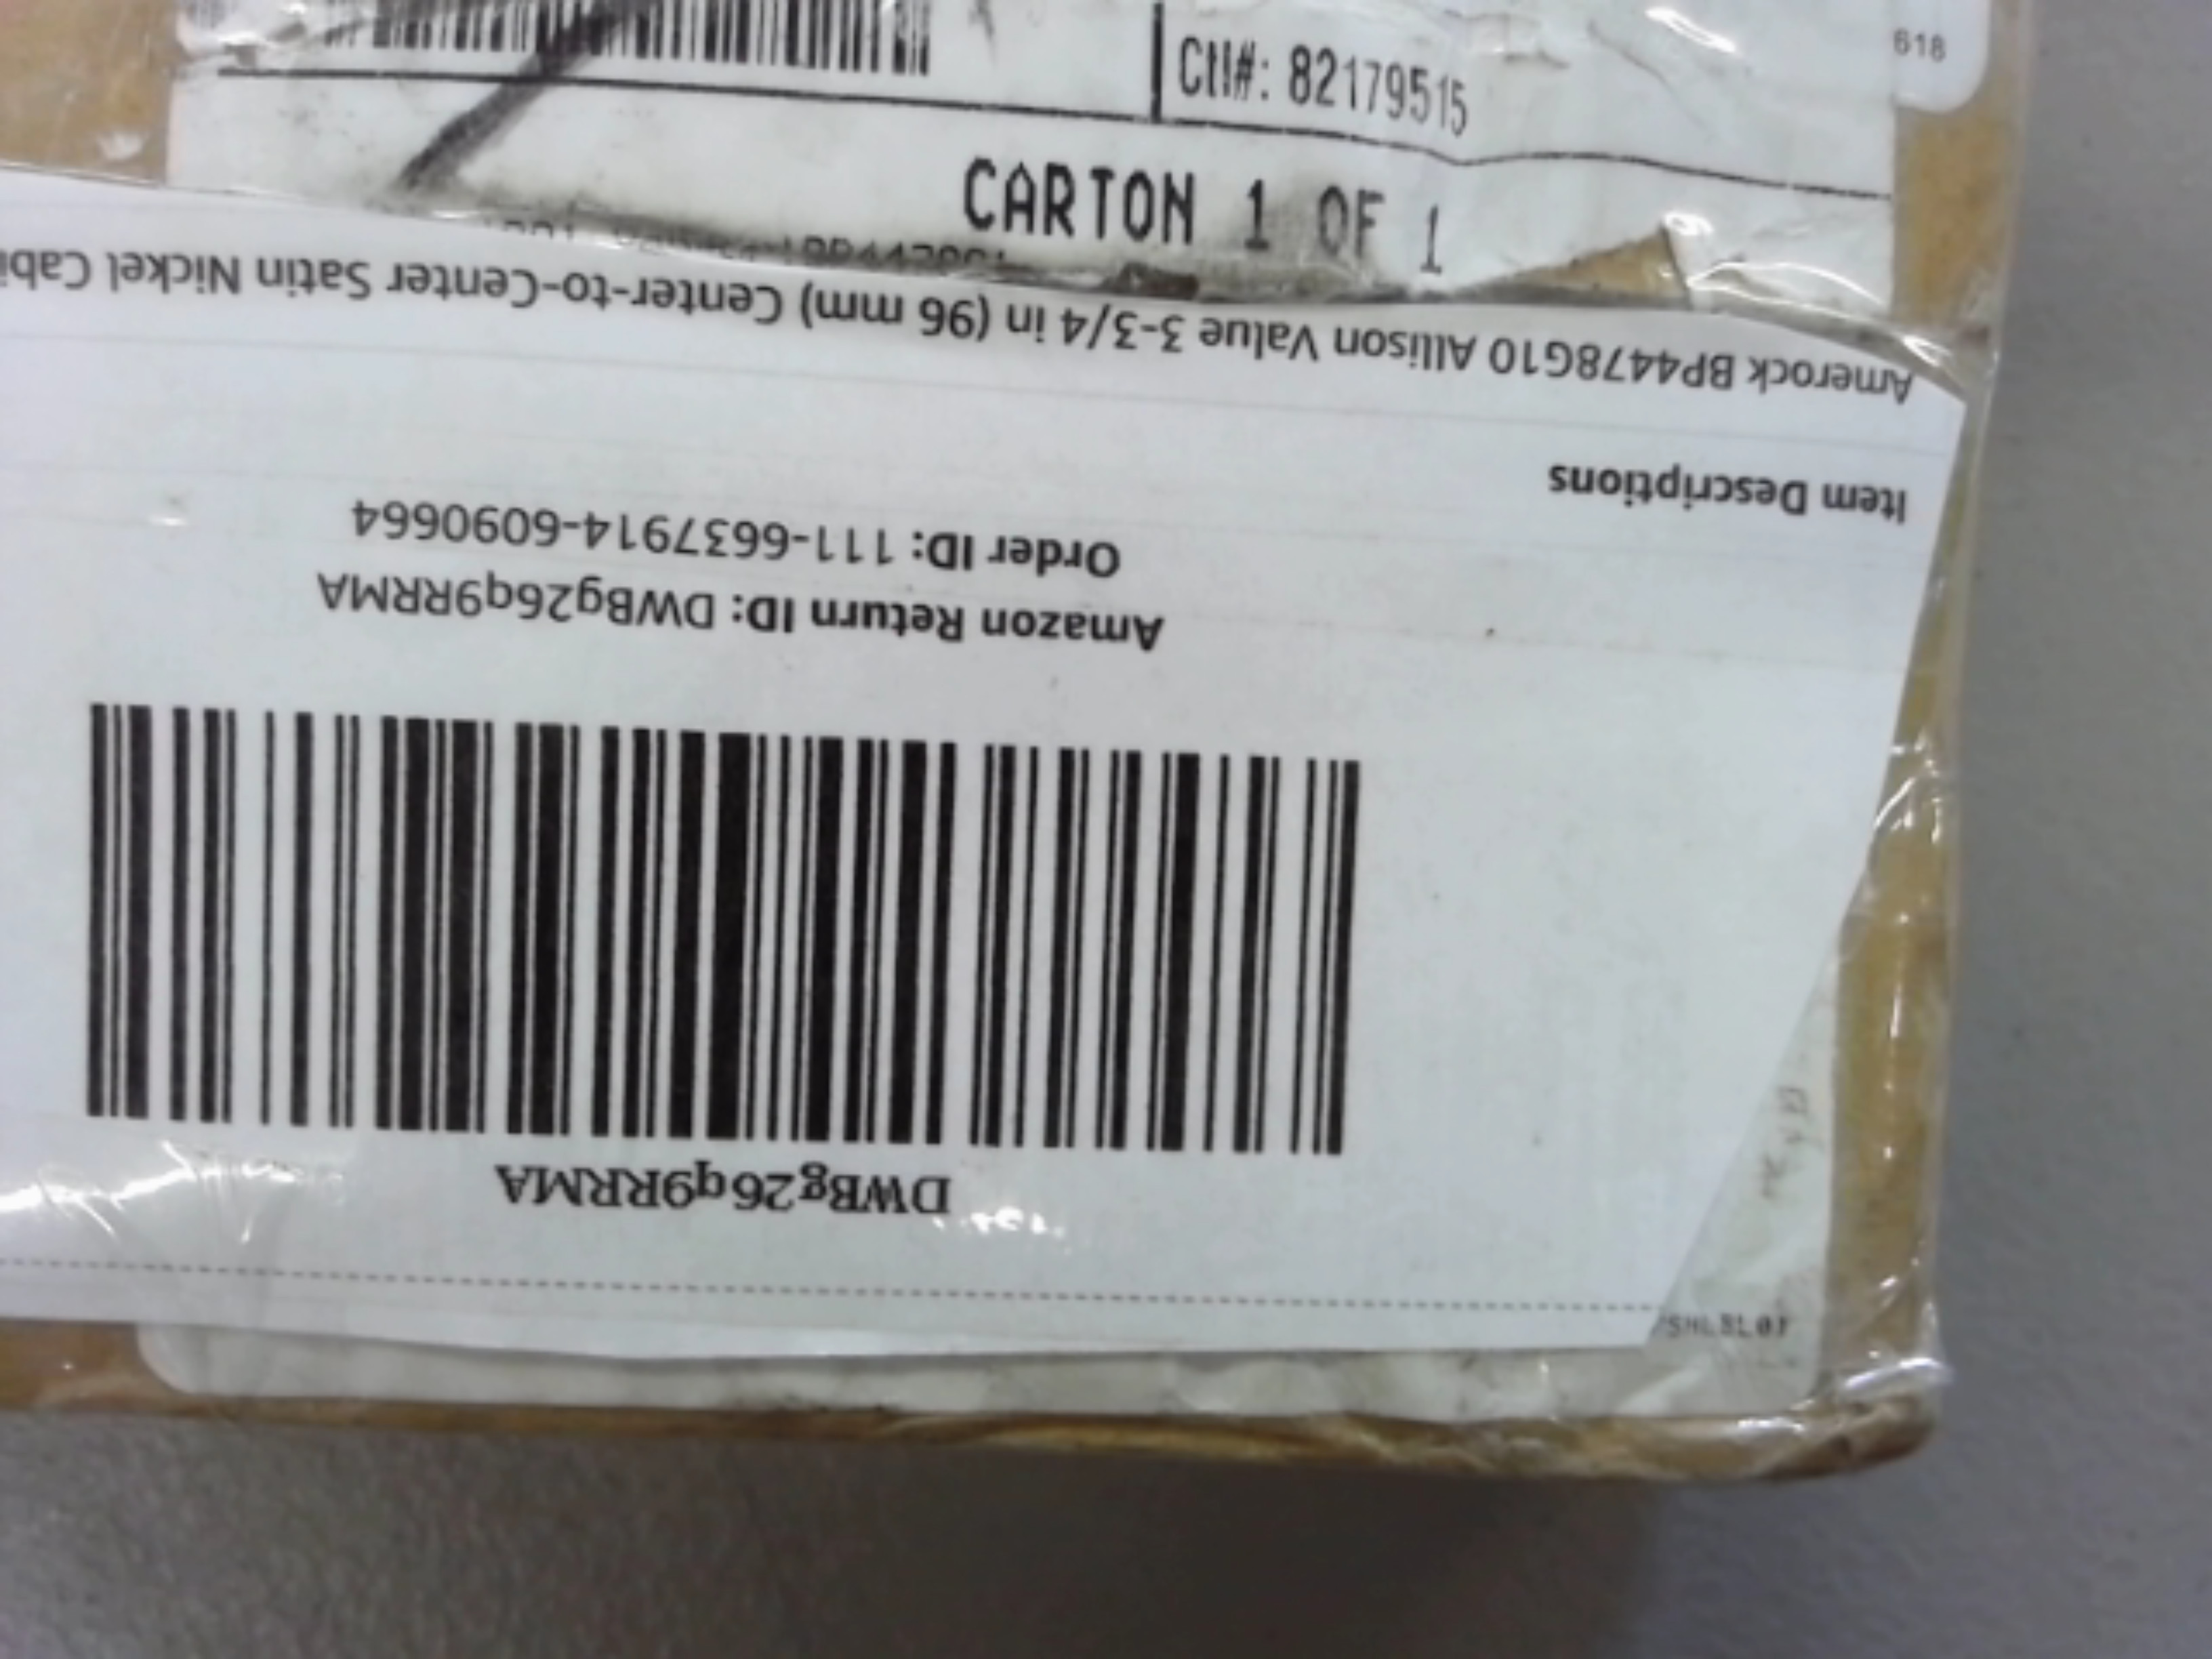 618
Ctl#: 82179515
CARTON 1 OF 1
DWBg26q9RRMA
Amazon Return ID: DWBg26q9RRMA
Order ID: 111-6637914-6090664
Item Descriptions
Amerock BP4478G10 Allison Value 3-3/4 in (96 mm) Center-to-Center Satin Nickel Cabi